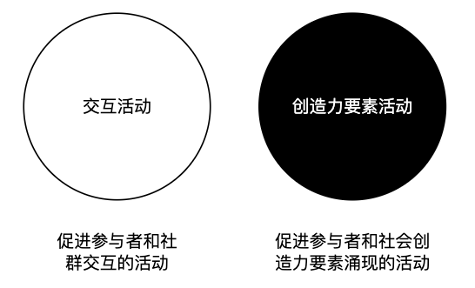 交互活动
创造力要素活动
促进参与者和社
群交互的活动
促进参与者和社会创
造力要素涌现的活动